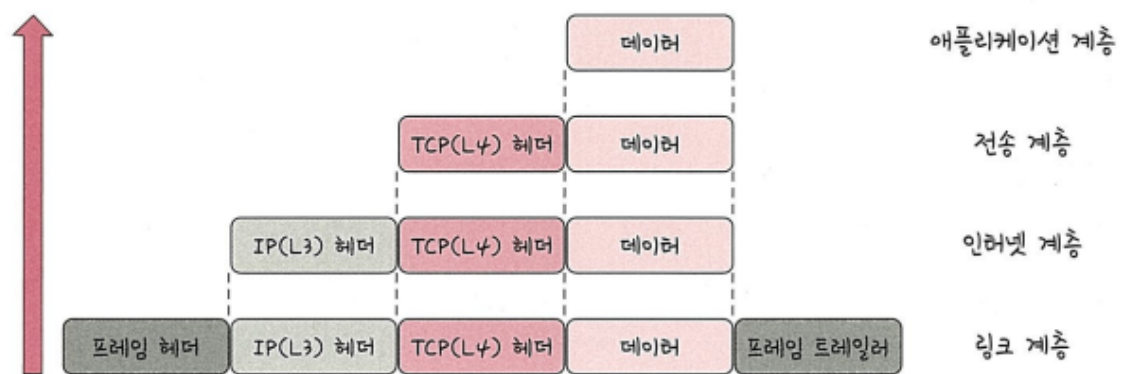 데이터 애플리케이션 계층
TCP(L4) 헤더 데이터 전송 계층
IP(L3) 헤더 TCP(L4) 헤더 데이터 인터넷 계층
프레임 헤더 IP(L3) 헤더 TCP(L4) 헤더 데이터 프레임 트레일러 링크 계층